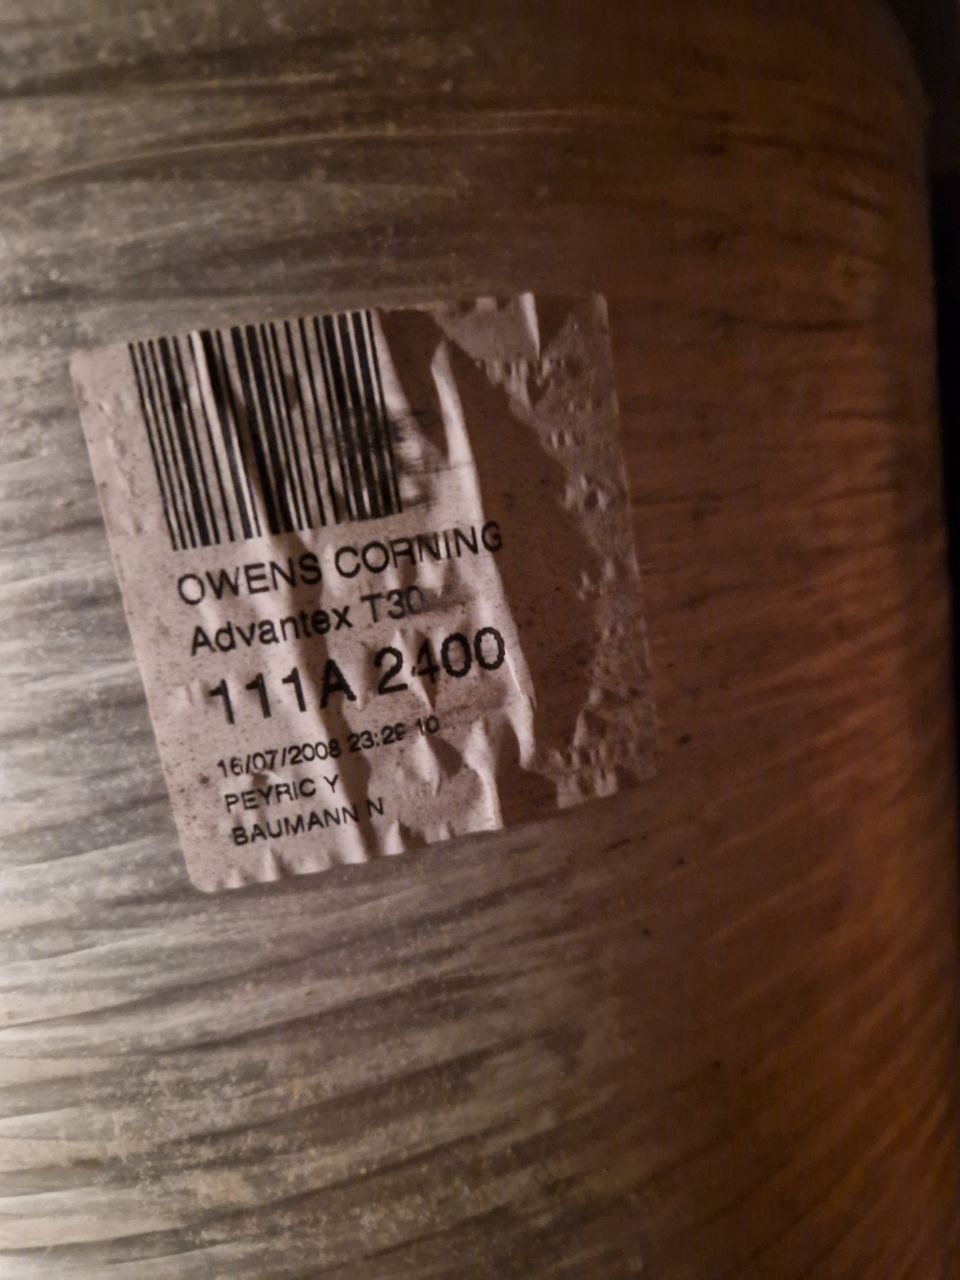 OWENS CORNING
Advantex T30
111A 2400
16/07/2008 23:29 10
PEYRIC Y
BAUMANN N